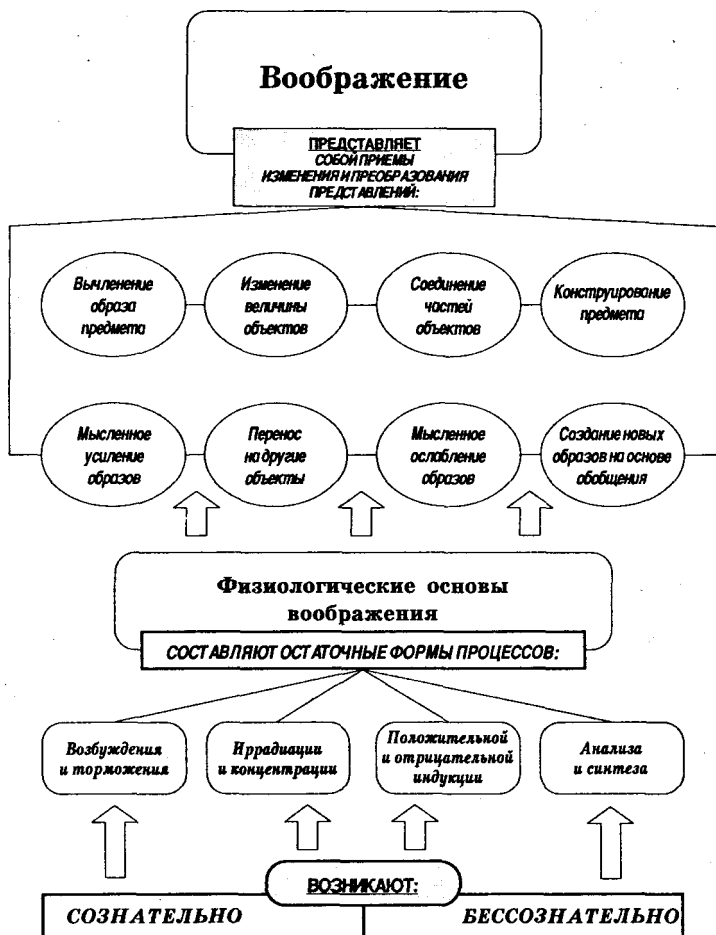 Воображение
ПРЕДСТАВЛЯЕТ
СОБОЙ ПРИЕМЫ
ИЗМЕНЕНИЯ И ПРЕОБРАЗОВАНИЯ
ПРЕДСТАВЛЕНИЙ:
Вычленение
образа
предмета
Изменение
величины
объектов
Соединение
частей
объектов
Конструирование
предмета
Мысленное
усиление
образов
Перенос
на другие
объекты
Мысленное
ослабление
образов
Создание новых
образов на основе
обобщения
Физиологические основы
воображения
СОСТАВЛЯЮТ ОСТАТОЧНЫЕ ФОРМЫ ПРОЦЕССОВ:
Возбуждения
и торможения
Иррадиации
и концентрации
Положительной
и отрицательной
индукции
Анализа
и синтеза
ВОЗНИКАЮТ:
СОЗНАТЕЛЬНО
БЕССОЗНАТЕЛЬНО